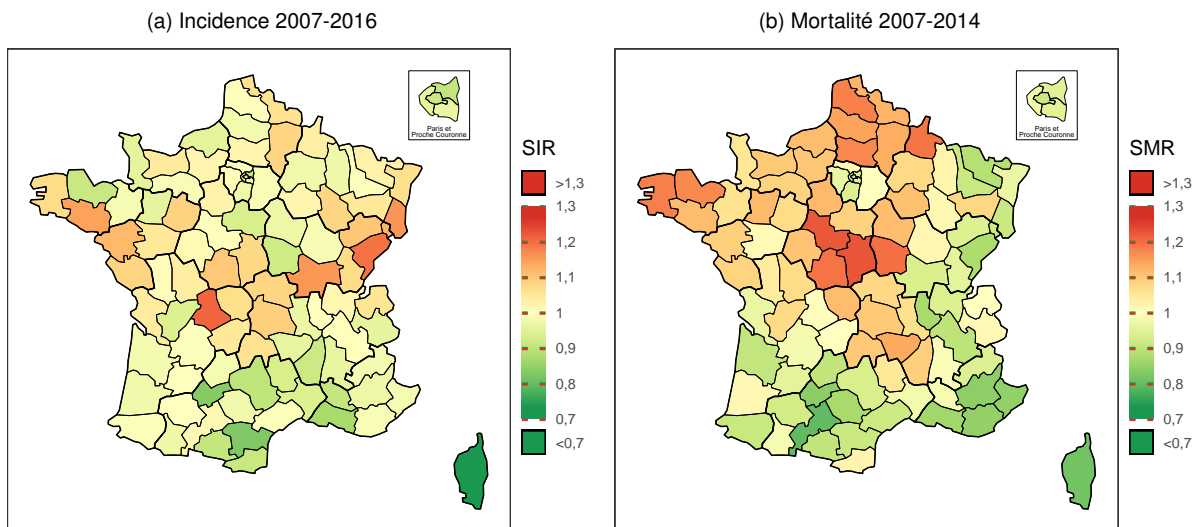 (a) Incidence 2007-2016
Paris et
Proche Couronne
SIR
>1,3
1,3
1,2
1,1
1
0,9
0,8
0,7
<0,7
(b) Mortalité 2007-2014
Paris et
Proche Couronne
SMR
>1,3
1,3
1,2
1,1
1
0,9
0,8
0,7
<0,7